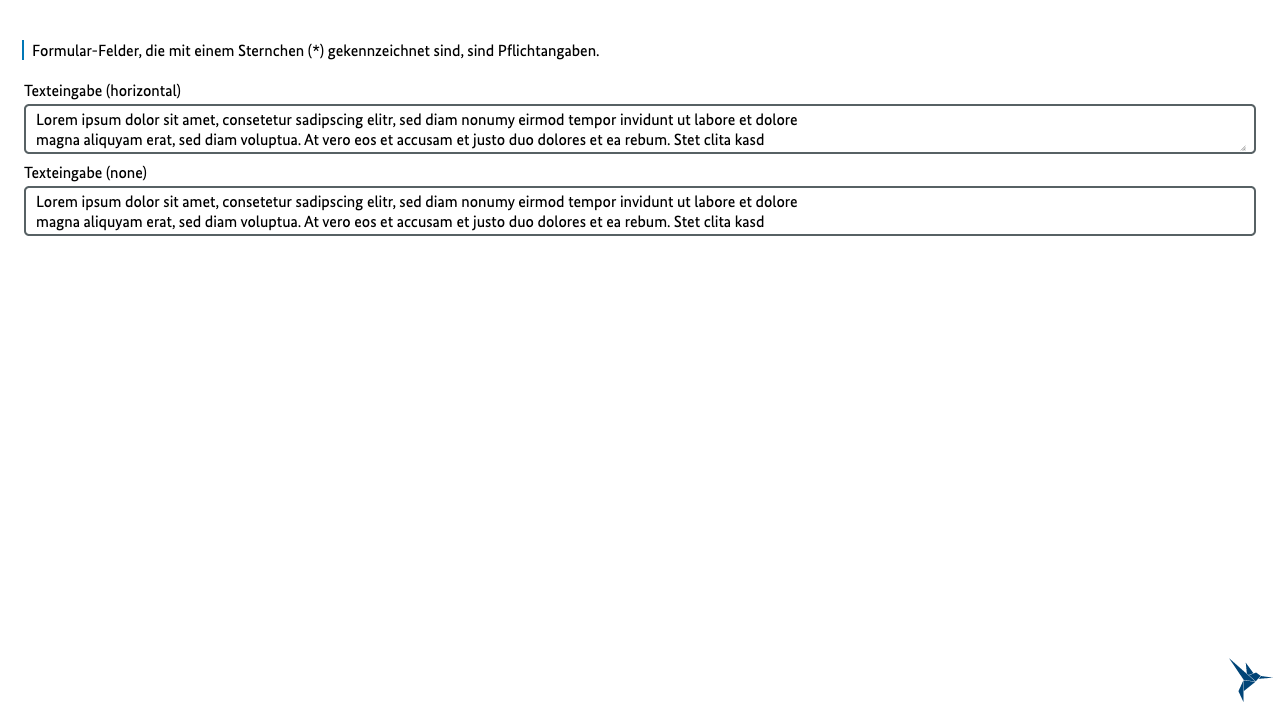 Formular-Felder, die mit einem Sternchen (*) gekennzeichnet sind, sind Pflichtangaben.
Texteingabe (horizontal)
Lorem ipsum dolor sit amet, consetetur sadipscing elitr, sed diam nonumy eirmod tempor invidunt ut labore et dolore
magna aliquyam erat, sed diam voluptua. At vero eos et accusam et justo duo dolores et ea rebum. Stet clita kasd
Texteingabe (none)
Lorem ipsum dolor sit amet, consetetur sadipscing elitr, sed diam nonumy eirmod tempor invidunt ut labore et dolore
magna aliquyam erat, sed diam voluptua. At vero eos et accusam et justo duo dolores et ea rebum. Stet clita kasd